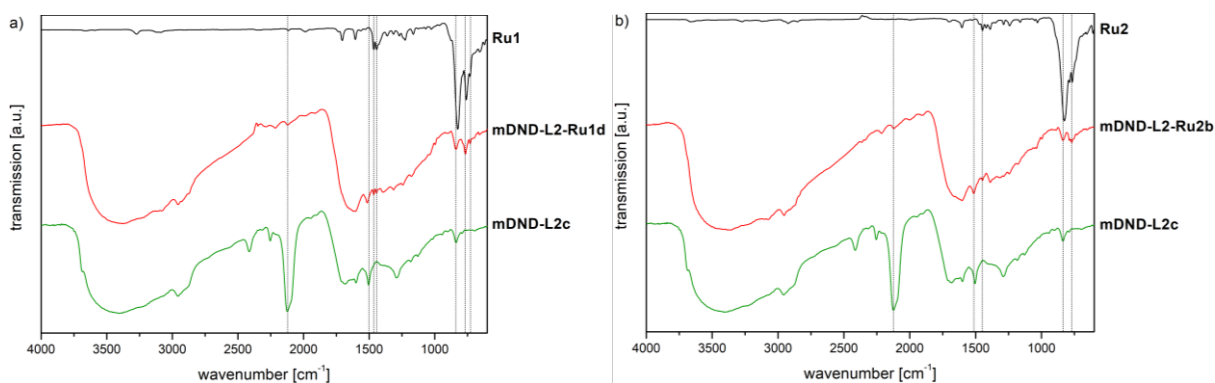 a)
Ru1
mDND-L2-Ru1d
mDND-L2c
transmission [a.u.]
4000 3500 3000 2500 2000 1500 1000
wavenumber [cm⁻¹]
b)
Ru2
mDND-L2-Ru2b
mDND-L2c
transmission [a.u.]
4000 3500 3000 2500 2000 1500 1000
wavenumber [cm⁻¹]